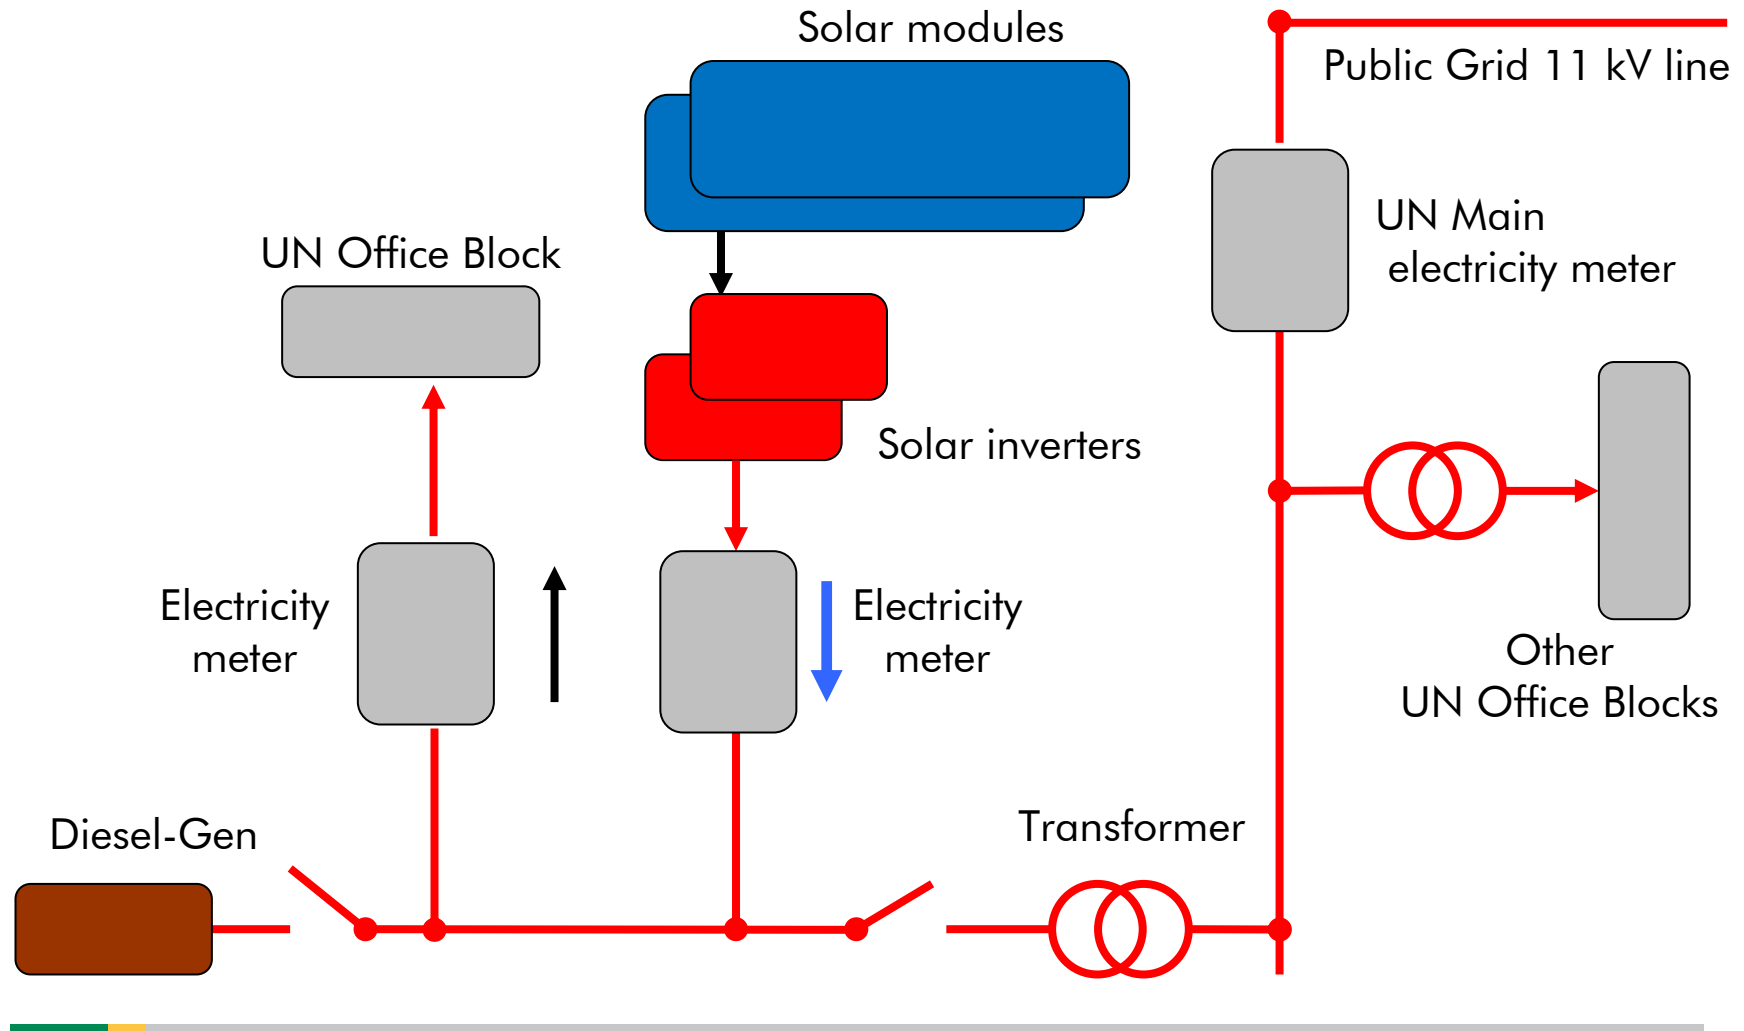 Solar modules
Public Grid 11 kV line
UN Main
electricity meter
UN Office Block
Solar inverters
Electricity
meter
Electricity
meter
Other
UN Office Blocks
Diesel-Gen
Transformer